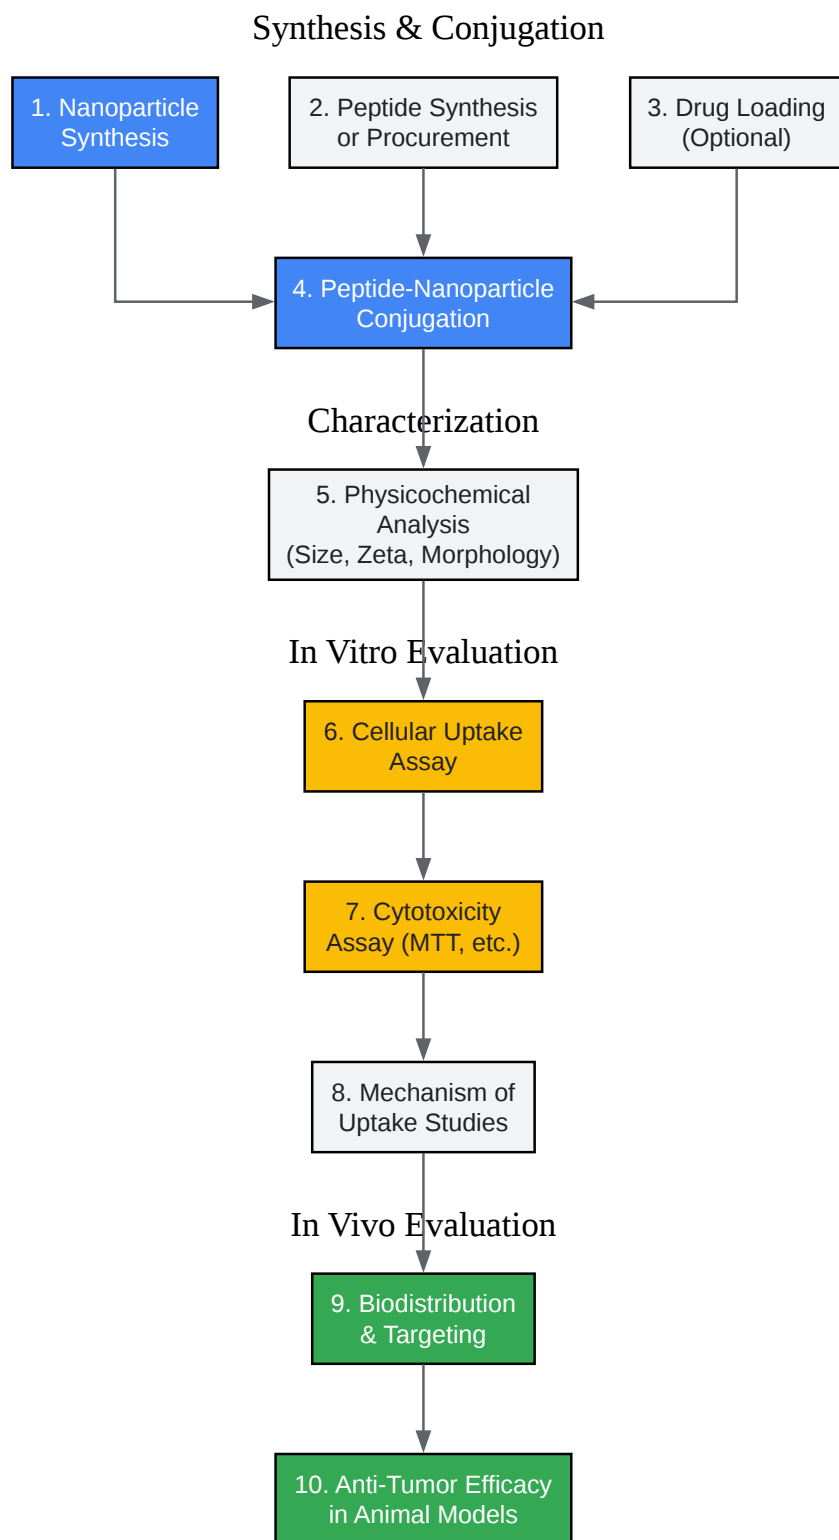 Synthesis & Conjugation
1. Nanoparticle
Synthesis
2. Peptide Synthesis
or Procurement
3. Drug Loading
(Optional)
4. Peptide-Nanoparticle
Conjugation
Characterization
5. Physicochemical
Analysis
(Size, Zeta, Morphology)
In Vitro Evaluation
6. Cellular Uptake
Assay
7. Cytotoxicity
Assay (MTT, etc.)
8. Mechanism of
Uptake Studies
In Vivo Evaluation
9. Biodistribution
& Targeting
10. Anti-Tumor Efficacy
in Animal Models